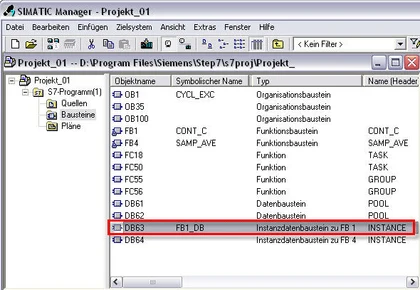 SIMATIC Manager - Projekt_01
Datei Bearbeiten Einfügen Zielsystem Ansicht Extras Fenster Hilfe
< Kein Filter >
Projekt_01 -- D:\Program Files\Siemens\Step7\s7proj\Projekt_
Projekt_01
S7-Programm(1)
Quellen
Bausteine
Pläne
Objektname Symbolischer Name Typ Name (Header
OB1 CYCL_EXC Organisationsbaustein
OB35 Organisationsbaustein
OB100 Organisationsbaustein
FB1 CONT_C Funktionsbaustein CONT_C
FB4 SAMP_AVE Funktionsbaustein SAMP_AVE
FC18 Funktion TASK
FC50 Funktion TASK
FC55 Funktion GROUP
FC56 Funktion GROUP
DB61 Datenbaustein POOL
DB62 Datenbaustein POOL
DB63 FB1_DB Instanzdatenbaustein zu FB 1 INSTANCE
DB64 Instanzdatenbaustein zu FB 4 INSTANCE